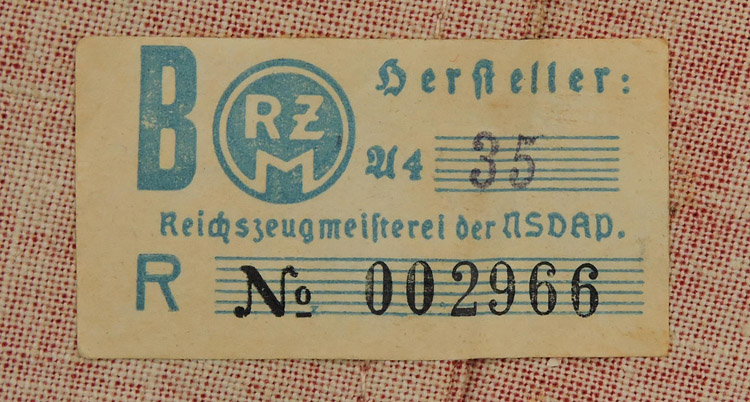 B RZM Hersteller:
A4 35
Reichszeugmeisterei der NSDAP.
R No 002966